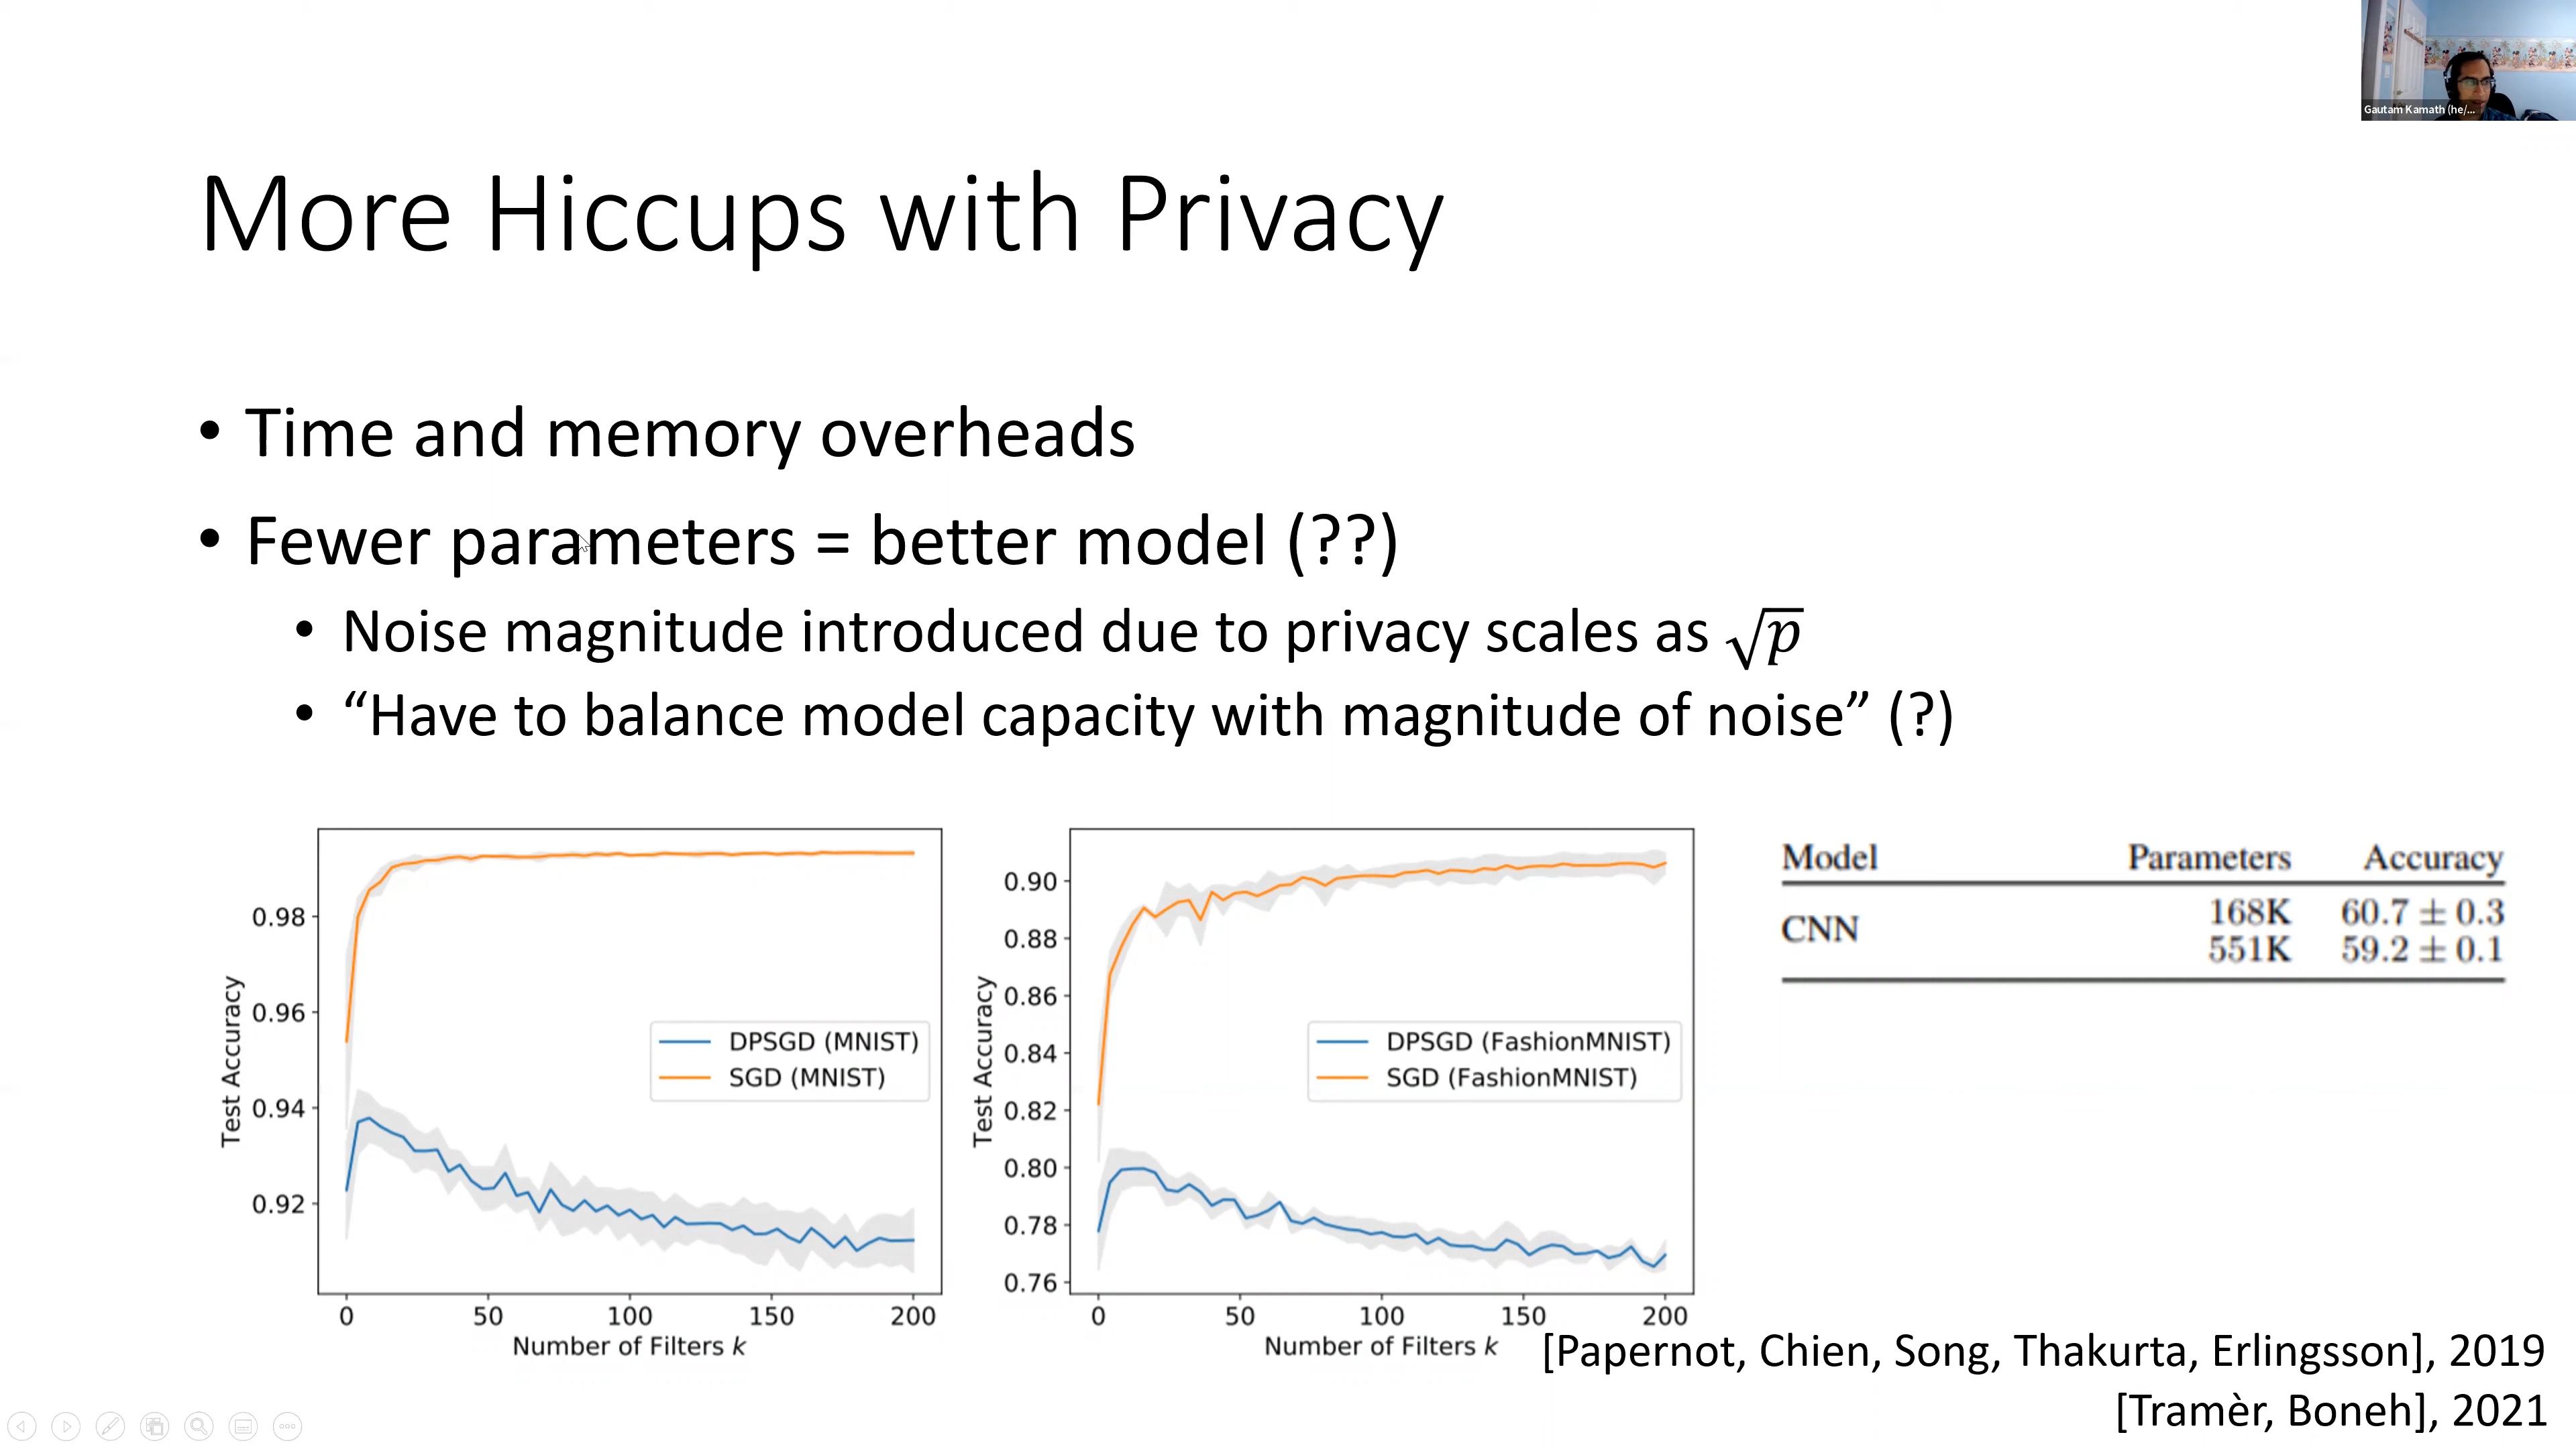 Gautam Kamath (he/...
More Hiccups with Privacy
• Time and memory overheads
• Fewer parameters = better model (??)
• Noise magnitude introduced due to privacy scales as √p
• “Have to balance model capacity with magnitude of noise” (?)
Test Accuracy
0.98
0.96
0.94
0.92
DPSGD (MNIST)
SGD (MNIST)
0 50 100 150 200
Number of Filters k
Test Accuracy
0.90
0.88
0.86
0.84
0.82
0.80
0.78
0.76
DPSGD (FashionMNIST)
SGD (FashionMNIST)
0 50 100 150 200
Number of Filters k
Model Parameters Accuracy
CNN
168K 60.7 ± 0.3
551K 59.2 ± 0.1
[Papernot, Chien, Song, Thakurta, Erlingsson], 2019
[Tramèr, Boneh], 2021